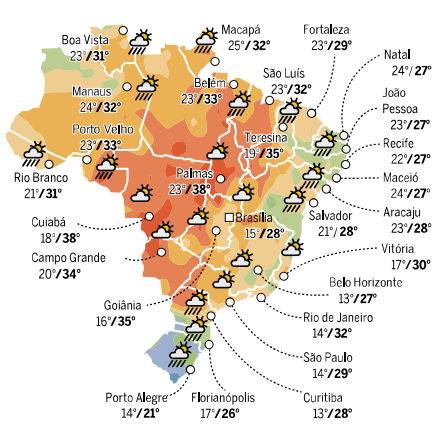 Boa Vista
23°/31°
Macapá
25°/32°
Fortaleza
23°/29°
Natal
24°/27°
Manaus
24°/32°
Belém
23°/33°
São Luís
23°/32°
João
Pessoa
23°/27°
Porto Velho
23°/33°
Teresina
19°/35°
Recife
22°/27°
Rio Branco
21°/31°
Palmas
23°/38°
Maceió
24°/27°
Aracaju
23°/28°
Cuiabá
18°/38°
Brasília
15°/28°
Salvador
21°/28°
Vitória
17°/30°
Campo Grande
20°/34°
Belo Horizonte
13°/27°
Goiânia
16°/35°
Rio de Janeiro
14°/32°
São Paulo
14°/29°
Porto Alegre
14°/21°
Florianópolis
17°/26°
Curitiba
13°/28°